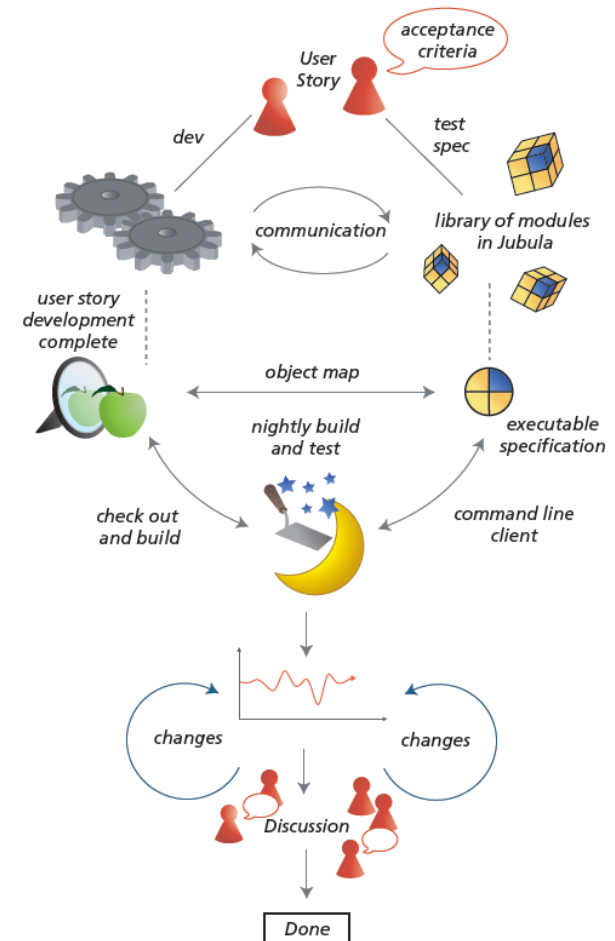 acceptance
criteria
User
Story
dev
test
spec
communication
library of modules
in Jubula
user story
development
complete
object map
executable
specification
nightly build
and test
check out
and build
command line
client
changes
changes
Discussion
Done